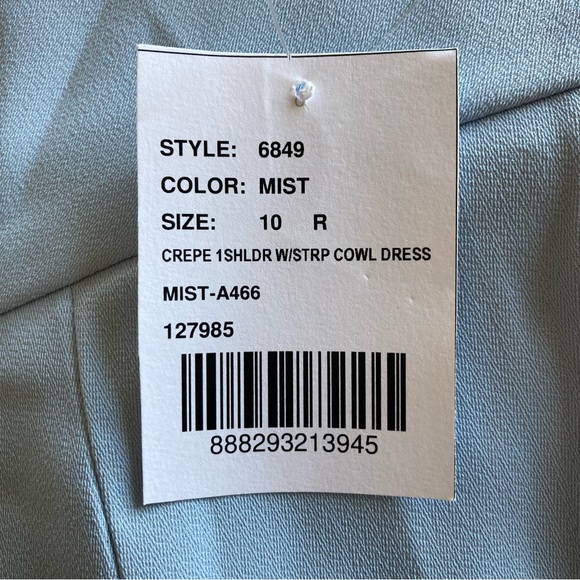 STYLE: 6849
COLOR: MIST
SIZE: 10 R
CREPE 1SHLDR W/STRP COWL DRESS
MIST-A466
127985
888293213945